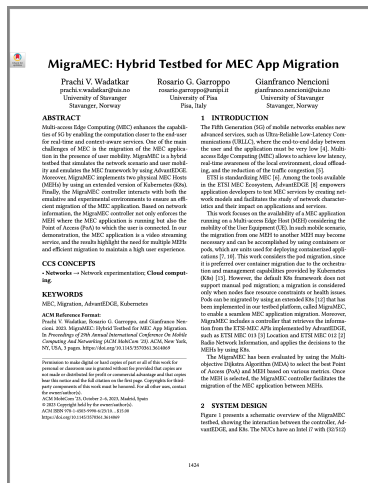 MigraMEC: Hybrid Testbed for MEC App Migration
Prachi V. Wadatkar
prachi.v.wadatkar@uis.no
University of Stavanger
Stavanger, Norway
Rosario G. Garroppo
rosario.garroppo@unipi.it
University of Pisa
Pisa, Italy
Gianfranco Nencioni
gianfranco.nencioni@uis.no
University of Stavanger
Stavanger, Norway
ABSTRACT
Multi-access Edge Computing (MEC) enhances the capabili-
ties of 5G by enabling the computation closer to the end-user
for real-time and context-aware services. One of the main
challenges of MEC is the migration of the MEC applica-
tion in the presence of user mobility. MigraMEC is a hybrid
testbed that simulates the network scenario and user mobil-
ity and emulates the MEC framework by using AdvantEDGE.
Moreover, MigraMEC implements two physical MEC Hosts
(MEHs) by using an extended version of Kubernetes (K8s).
Finally, the MigraMEC controller interacts with both the
emulative and experimental environments to ensure an effi-
cient migration of the MEC application. Based on network
information, the MigraMEC controller not only enforces
the MEH where the MEC application is running but also the
Point of Access (PoA) to which the user is connected. In our
demonstration, the MEC application is a video streaming
service, and the results highlight the need for multiple MEHs
and efficient migration to maintain a high user experience.
CCS CONCEPTS
• Networks → Network experimentation; Cloud comput-
ing.
KEYWORDS
MEC, Migration, AdvantEDGE, Kubernetes
ACM Reference Format:
Prachi V. Wadatkar, Rosario G. Garroppo, and Gianfranco Nen-
cioni. 2023. MigraMEC: Hybrid Testbed for MEC App Migration.
In Proceedings of 29th Annual International Conference On Mobile
Computing And Networking (ACM MobiCom '23). ACM, New York,
NY, USA, 3 pages. https://doi.org/10.1145/3570361.3614069
Permission to make digital or hard copies of part or all of this work for
personal or classroom use is granted without fee provided that copies are
not made or distributed for profit or commercial advantage and that copies
bear this notice and the full citation on the first page. Copyrights for third-
party components of this work must be honored. For all other uses, contact
the owner/author(s).
ACM MobiCom '23, October 2–6, 2023, Madrid, Spain
© 2023 Copyright held by the owner/author(s).
ACM ISBN 978-1-4503-9990-6/23/10...$15.00
https://doi.org/10.1145/3570361.3614069
1 INTRODUCTION
The Fifth Generation (5G) of mobile networks enables new
advanced services, such as Ultra-Reliable Low-Latency Com-
munications (URLLC), where the end-to-end delay between
the user and the application must be very low [4]. Multi-
access Edge Computing (MEC) allows to achieve low latency,
real-time awareness of the local environment, cloud offload-
ing, and the reduction of the traffic congestion [5].
ETSI is standardizing MEC [6]. Among the tools available
in the ETSI MEC Ecosystem, AdvantEDGE [8] empowers
application developers to test MEC services by creating net-
work models and facilitates the study of network character-
istics and their impact on applications and services.
This work focuses on the availability of a MEC application
running on a Multi-access Edge Host (MEH) considering the
mobility of the User Equipment (UE). In such mobile scenario,
the migration from one MEH to another MEH may become
necessary and can be accomplished by using containers or
pods, which are units used for deploying containerized appli-
cations [7, 10]. This work considers the pod migration, since
it is preferred over container migration due to the orchestra-
tion and management capabilities provided by Kubernetes
(K8s) [13]. However, the default K8s framework does not
support manual pod migration; a migration is considered
only when nodes face resource constraints or health issues.
Pods can be migrated by using an extended K8s [12] that has
been implemented in our testbed platform, called MigraMEC,
to enable a seamless MEC application migration. Moreover,
MigraMEC includes a controller that retrieves the informa-
tion from the ETSI-MEC APIs implemented by AdvantEDGE,
such as ETSI MEC 013 [3] Location and ETSI MEC 012 [2]
Radio Network Information, and applies the decisions to the
MEHs by using K8s.
The MigraMEC has been evaluated by using the Multi-
objective Dijkstra Algorithm (MDA) to select the best Point
of Access (PoA) and MEH based on various metrics. Once
the MEH is selected, the MigraMEC controller facilitates the
migration of the MEC application between MEHs.
2 SYSTEM DESIGN
Figure 1 presents a schematic overview of the MigraMEC
testbed, showing the interaction between the controller, Ad-
vantEDGE, and K8s. The NUCs have an Intel i7 with (32/512)
1424